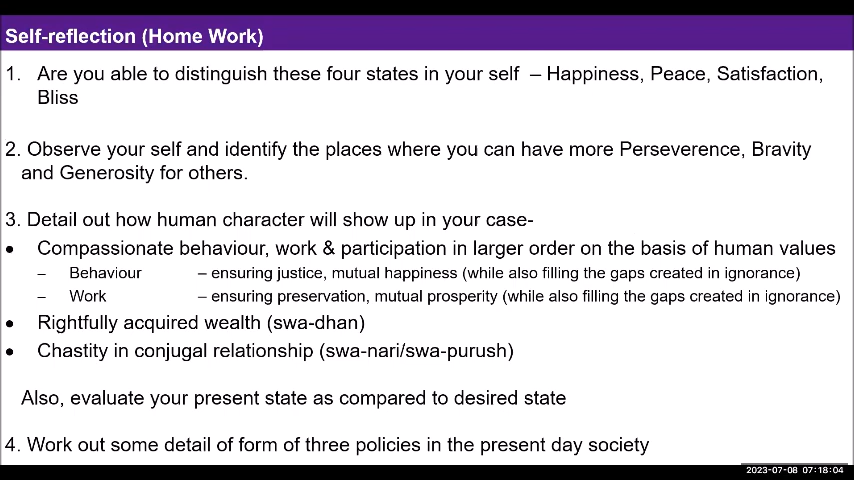 Self-reflection (Home Work)
1. Are you able to distinguish these four states in your self – Happiness, Peace, Satisfaction,
Bliss
2. Observe your self and identify the places where you can have more Perseverence, Bravity
and Generosity for others.
3. Detail out how human character will show up in your case-
• Compassionate behaviour, work & participation in larger order on the basis of human values
– Behaviour – ensuring justice, mutual happiness (while also filling the gaps created in ignorance)
– Work – ensuring preservation, mutual prosperity (while also filling the gaps created in ignorance)
• Rightfully acquired wealth (swa-dhan)
• Chastity in conjugal relationship (swa-nari/swa-purush)
Also, evaluate your present state as compared to desired state
4. Work out some detail of form of three policies in the present day society
2023-07-08 07:18:04